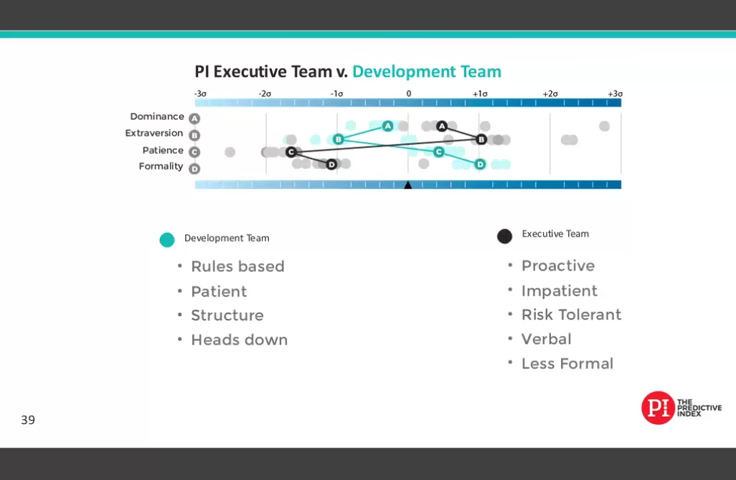 PI Executive Team v. Development Team
-3σ -2σ -1σ 0 +1σ +2σ +3σ
Dominance A
Extraversion B
Patience C
Formality D
A A
B B
C C
D D
Development Team
• Rules based
• Patient
• Structure
• Heads down
Executive Team
• Proactive
• Impatient
• Risk Tolerant
• Verbal
• Less Formal
39
PI THE
PREDICTIVE
INDEX